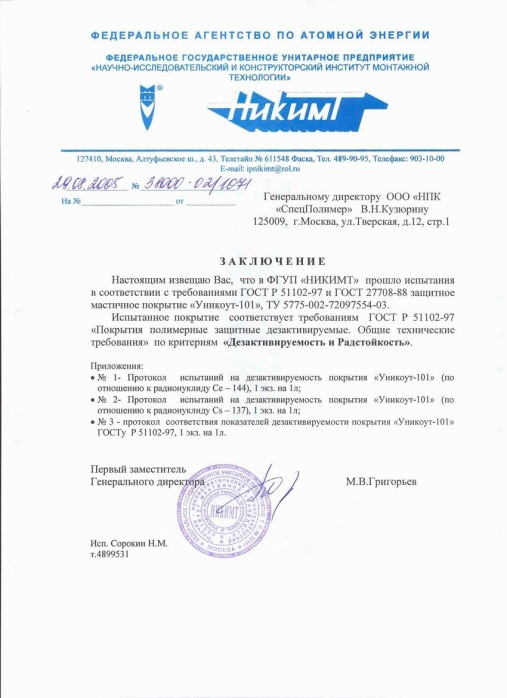 ФЕДЕРАЛЬНОЕ АГЕНТСТВО ПО АТОМНОЙ ЭНЕРГИИ
ФЕДЕРАЛЬНОЕ ГОСУДАРСТВЕННОЕ УНИТАРНОЕ ПРЕДПРИЯТИЕ
«НАУЧНО-ИССЛЕДОВАТЕЛЬСКИЙ И КОНСТРУКТОРСКИЙ ИНСТИТУТ МОНТАЖНОЙ
ТЕХНОЛОГИИ»
НИКИМТ
127410, Москва, Алтуфьевское ш., д. 43, Телетайп № 611548 Фаска, Тел. 489-90-95, Телефакс: 903-10-00
E-mail: ipnikimt@rol.ru
29.08.2005 № 38000-02/1071
На № от
Генеральному директору ООО «НПК
«СпецПолимер» В.Н.Кузюрину
125009, г.Москва, ул.Тверская, д.12, стр.1
ЗАКЛЮЧЕНИЕ
Настоящим извещаю Вас, что в ФГУП «НИКИМТ» прошло испытания
в соответствии с требованиями ГОСТ Р 51102-97 и ГОСТ 27708-88 защитное
мастичное покрытие «Уникоут-101», ТУ 5775-002-72097554-03.
Испытанное покрытие соответствует требованиям ГОСТ Р 51102-97
«Покрытия полимерные защитные дезактивируемые. Общие технические
требования» по критериям «Дезактивируемость и Радстойкость».
Приложения:
• № 1- Протокол испытаний на дезактивируемость покрытия «Уникоут-101» (по
отношению к радионуклиду Ce – 144), 1 экз. на 1л;
• № 2- Протокол испытаний на дезактивируемость покрытия «Уникоут-101» (по
отношению к радионуклиду Cs – 137), 1 экз. на 1л;
• № 3 - протокол соответствия показателей дезактивируемости покрытия «Уникоут-101»
ГОСТу Р 51102-97, 1 экз. на 1л.
Первый заместитель
Генерального директора М.В.Григорьев
НИКИМТ
Исп. Сорокин Н.М.
т.4899531